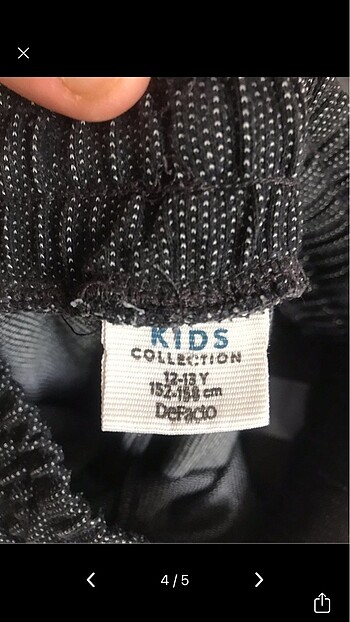 KIDS
COLLECTION
12-13 Y
152-158 cm
DeFacto
4/5